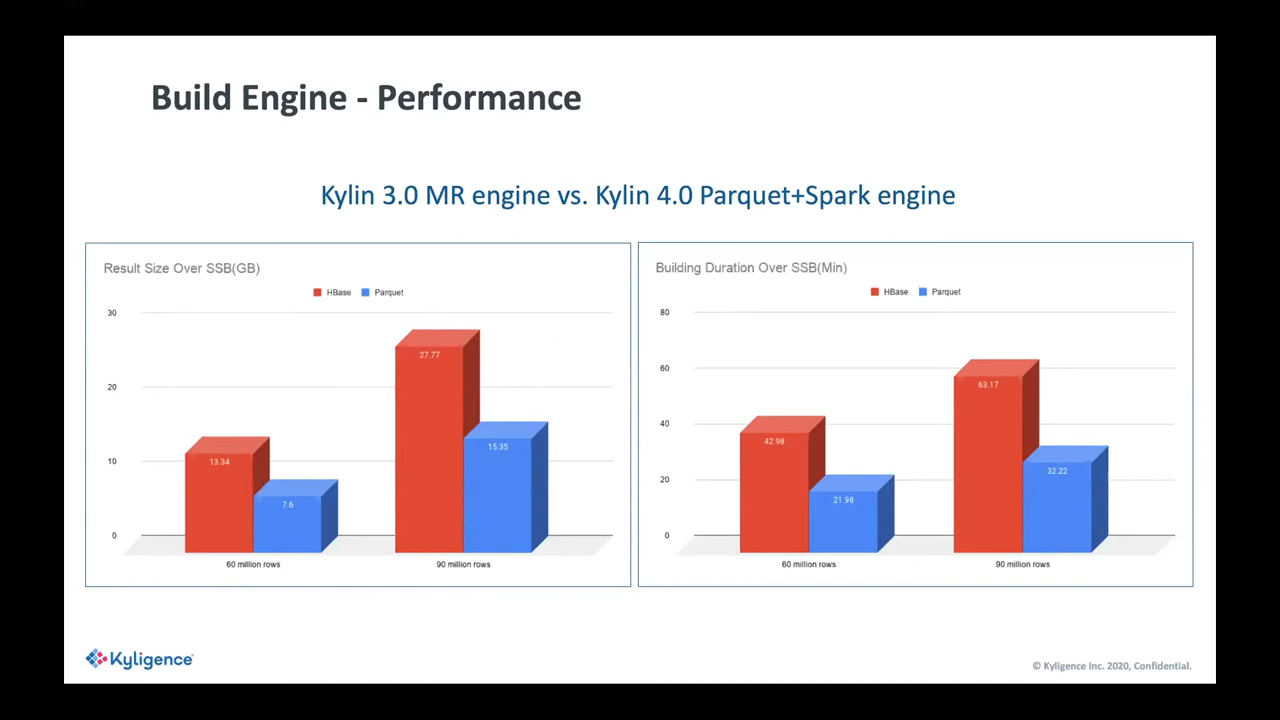 Build Engine - Performance
Kylin 3.0 MR engine vs. Kylin 4.0 Parquet+Spark engine
Result Size Over SSB(GB)
HBase Parquet
30
20
10
0
27.77
15.35
13.34
7.6
60 million rows 90 million rows
Building Duration Over SSB(Min)
HBase Parquet
80
60
40
20
0
63.17
42.98
32.22
21.98
60 million rows 90 million rows
Kyligence
© Kyligence Inc. 2020, Confidential.